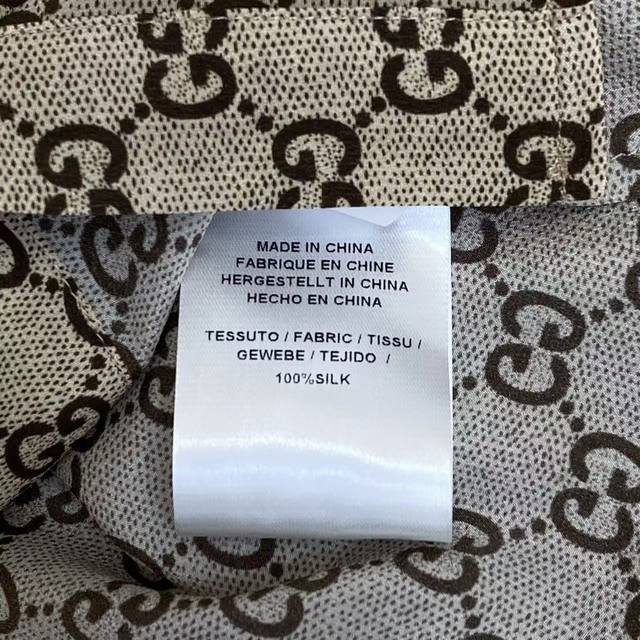 MADE IN CHINA
FABRIQUE EN CHINE
HERGESTELLT IN CHINA
HECHO EN CHINA
TESSUTO / FABRIC / TISSU /
GEWEBE / TEJIDO /
100%SILK